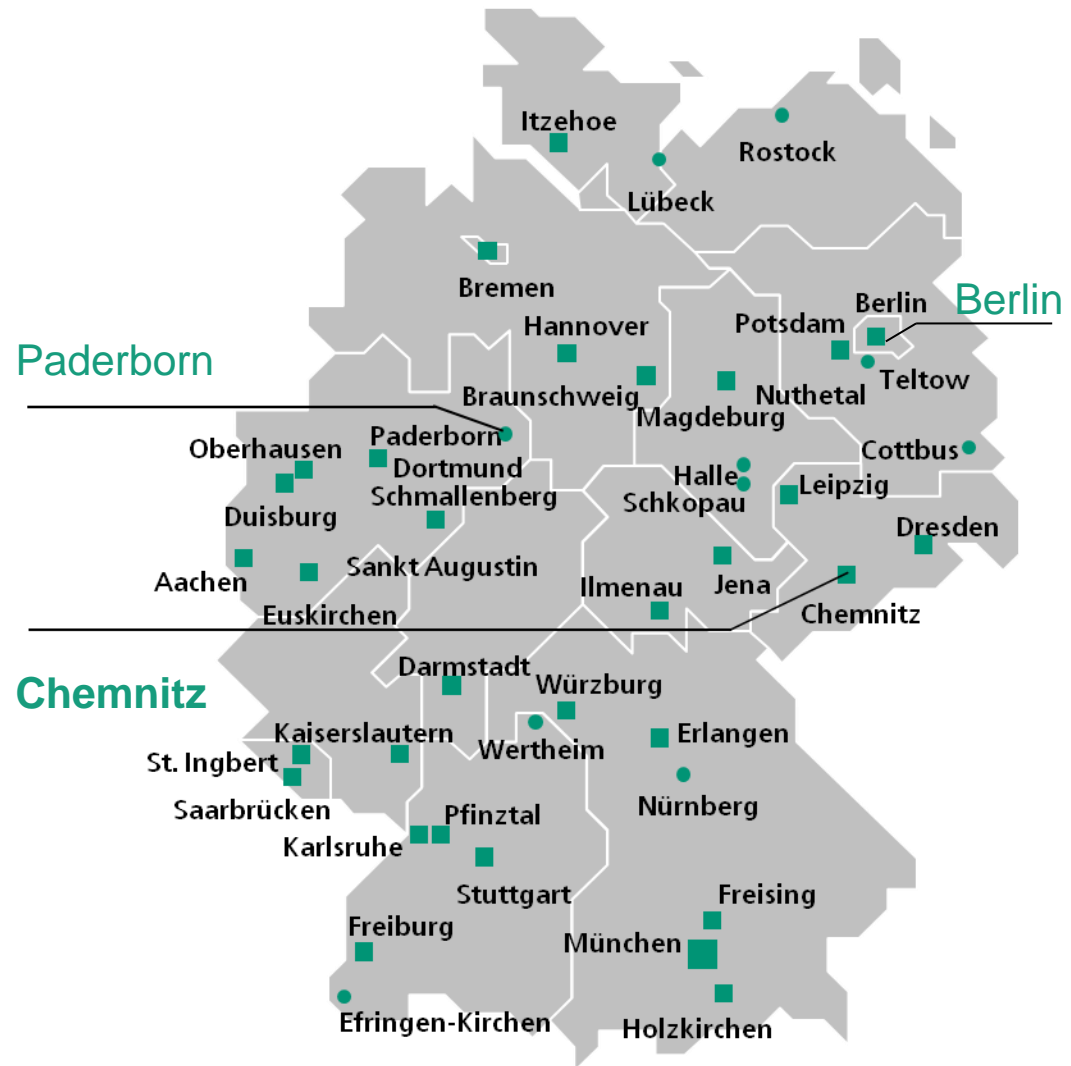 Itzehoe
Rostock
Lübeck
Bremen
Berlin
Berlin
Hannover
Potsdam
Paderborn
Teltow
Braunschweig
Nuthetal
Magdeburg
Paderborn
Oberhausen
Cottbus
Dortmund
Halle
Leipzig
Schmallenberg
Schkopau
Duisburg
Dresden
Sankt Augustin
Aachen
Ilmenau
Jena
Euskirchen
Chemnitz
Darmstadt
Würzburg
Chemnitz
Kaiserslautern
Erlangen
Wertheim
St. Ingbert
Saarbrücken
Nürnberg
Pfinztal
Karlsruhe
Stuttgart
Freising
Freiburg
München
Efringen-Kirchen
Holzkirchen